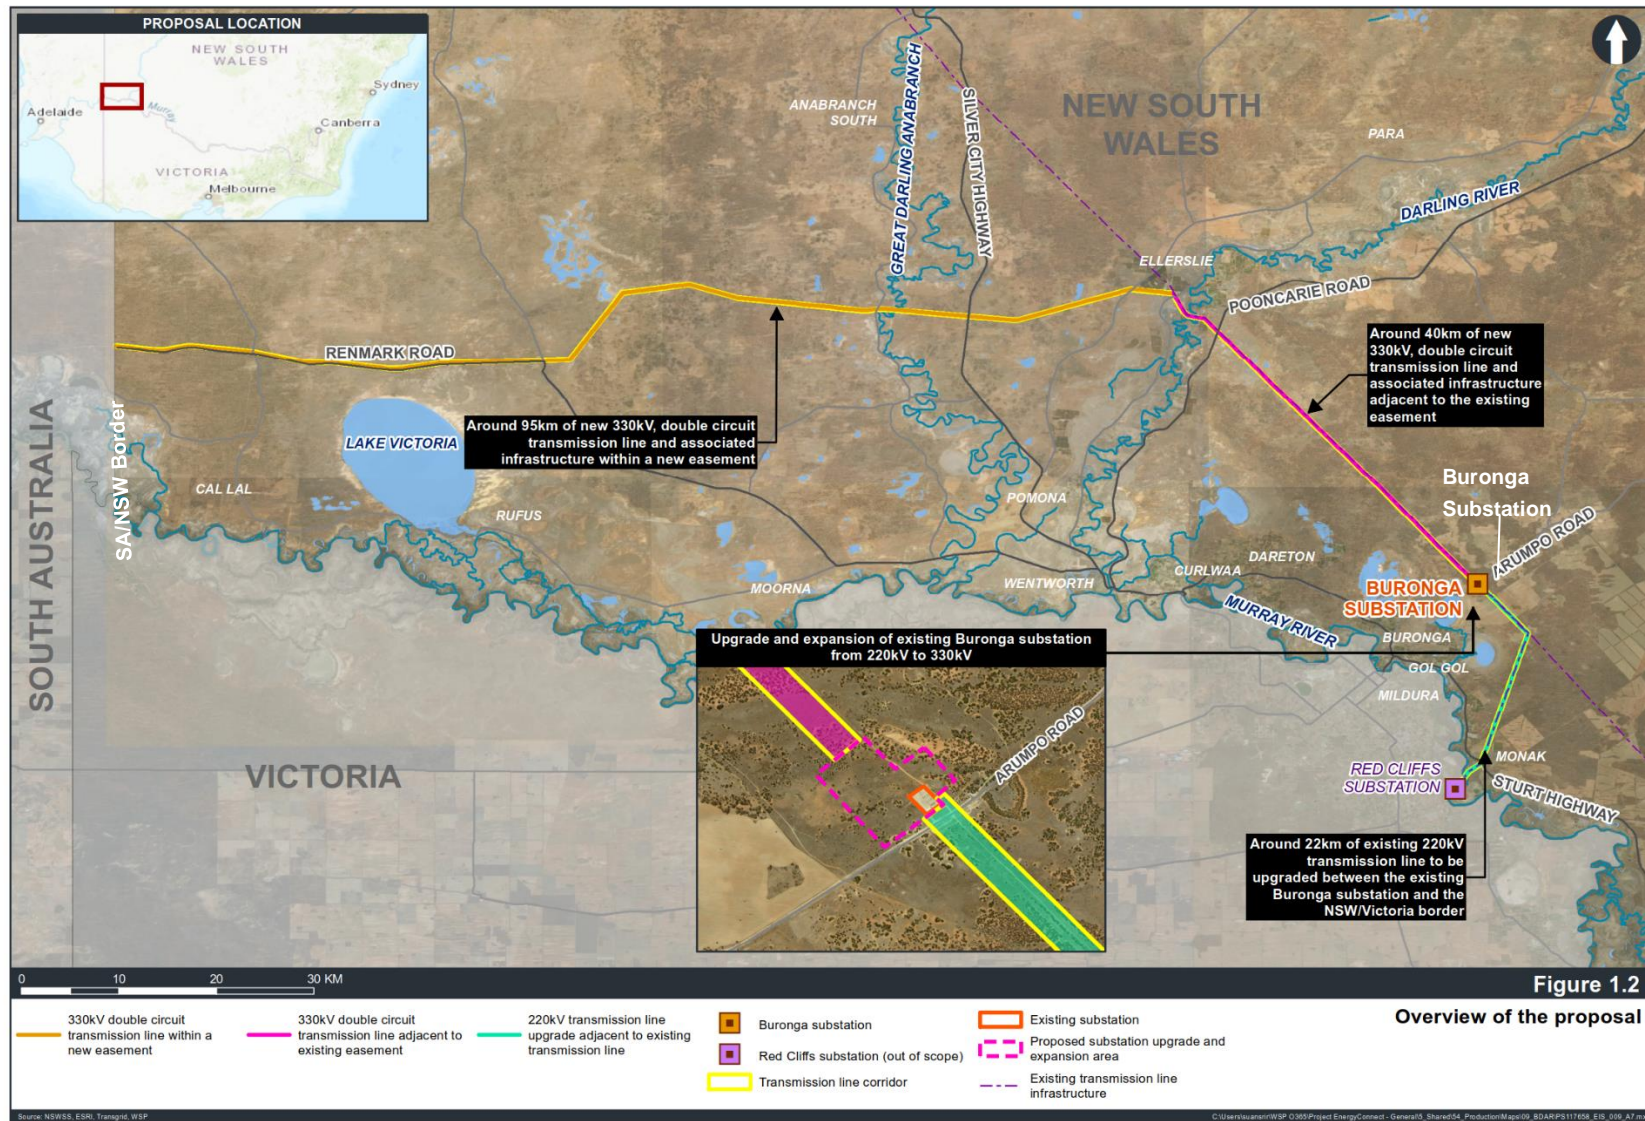 PROPOSAL LOCATION
NEW SOUTH
WALES
Sydney
Adelaide
Murray
Canberra
VICTORIA
Melbourne
ANABRANCH
SOUTH
GREAT DARLING ANABRANCH
SILVER CITY HIGHWAY
NEW SOUTH
WALES
PARA
DARLING RIVER
ELLERSLIE
POONCARIE ROAD
RENMARK ROAD
Around 40km of new
330kV, double circuit
transmission line and
associated infrastructure
adjacent to the existing
easement
SOUTH AUSTRALIA
SA/NSW Border
LAKE VICTORIA
Around 95km of new 330kV, double circuit
transmission line and associated
infrastructure within a new easement
CAL LAL
RUFUS
POMONA
Buronga
Substation
ARUMPO ROAD
DARETON
CURLWAA
WENTWORTH
MOORNA
BURONGA
SUBSTATION
MURRAY RIVER
BURONGA
GOL GOL
MILDURA
Upgrade and expansion of existing Buronga substation
from 220kV to 330kV
ARUMPO ROAD
VICTORIA
MONAK
RED CLIFFS
SUBSTATION
STURT HIGHWAY
Around 22km of existing 220kV
transmission line to be
upgraded between the existing
Buronga substation and the
NSW/Victoria border
0 10 20 30 KM
Figure 1.2
Overview of the proposal
330kV double circuit
transmission line within a
new easement
330kV double circuit
transmission line adjacent to
existing easement
220kV transmission line
upgrade adjacent to existing
transmission line
Buronga substation
Red Cliffs substation (out of scope)
Transmission line corridor
Existing substation
Proposed substation upgrade and
expansion area
Existing transmission line
infrastructure
Source: NSWSS, ESRI, Transgrid, WSP